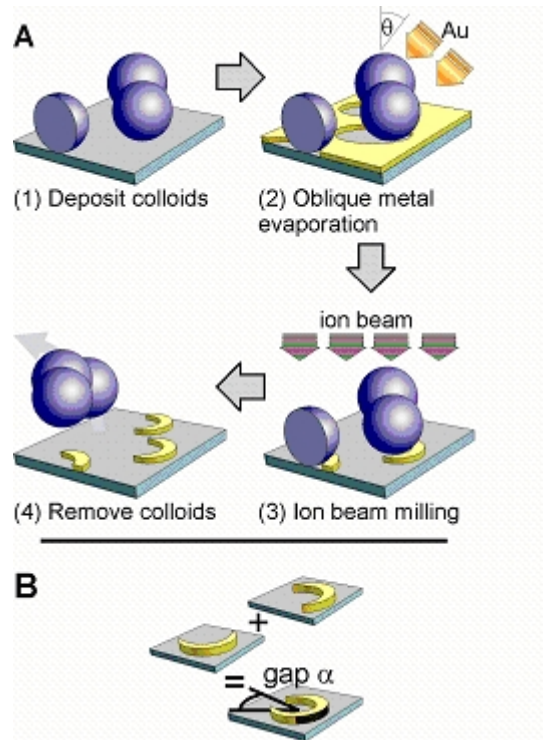 A
θ
Au
(1) Deposit colloids
(2) Oblique metal
evaporation
ion beam
(4) Remove colloids
(3) Ion beam milling
B
+
= gap α